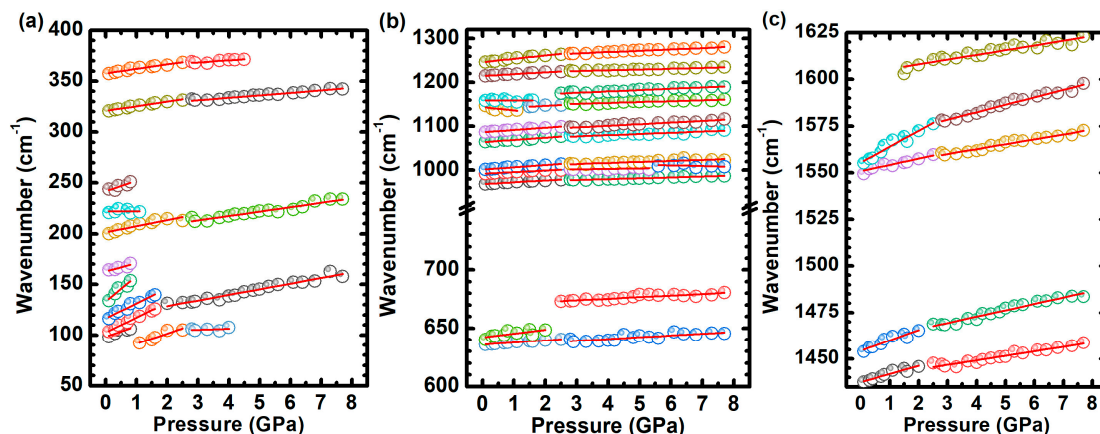 (a)
400
350
300
250
200
150
100
50
Wavenumber (cm-1)
0 1 2 3 4 5 6 7 8
Pressure (GPa)
(b)
1300
1200
1100
1000
700
650
600
Wavenumber (cm-1)
0 1 2 3 4 5 6 7 8
Pressure (GPa)
(c)
1625
1600
1575
1550
1525
1500
1475
1450
Wavenumber (cm-1)
0 1 2 3 4 5 6 7 8
Pressure (GPa)